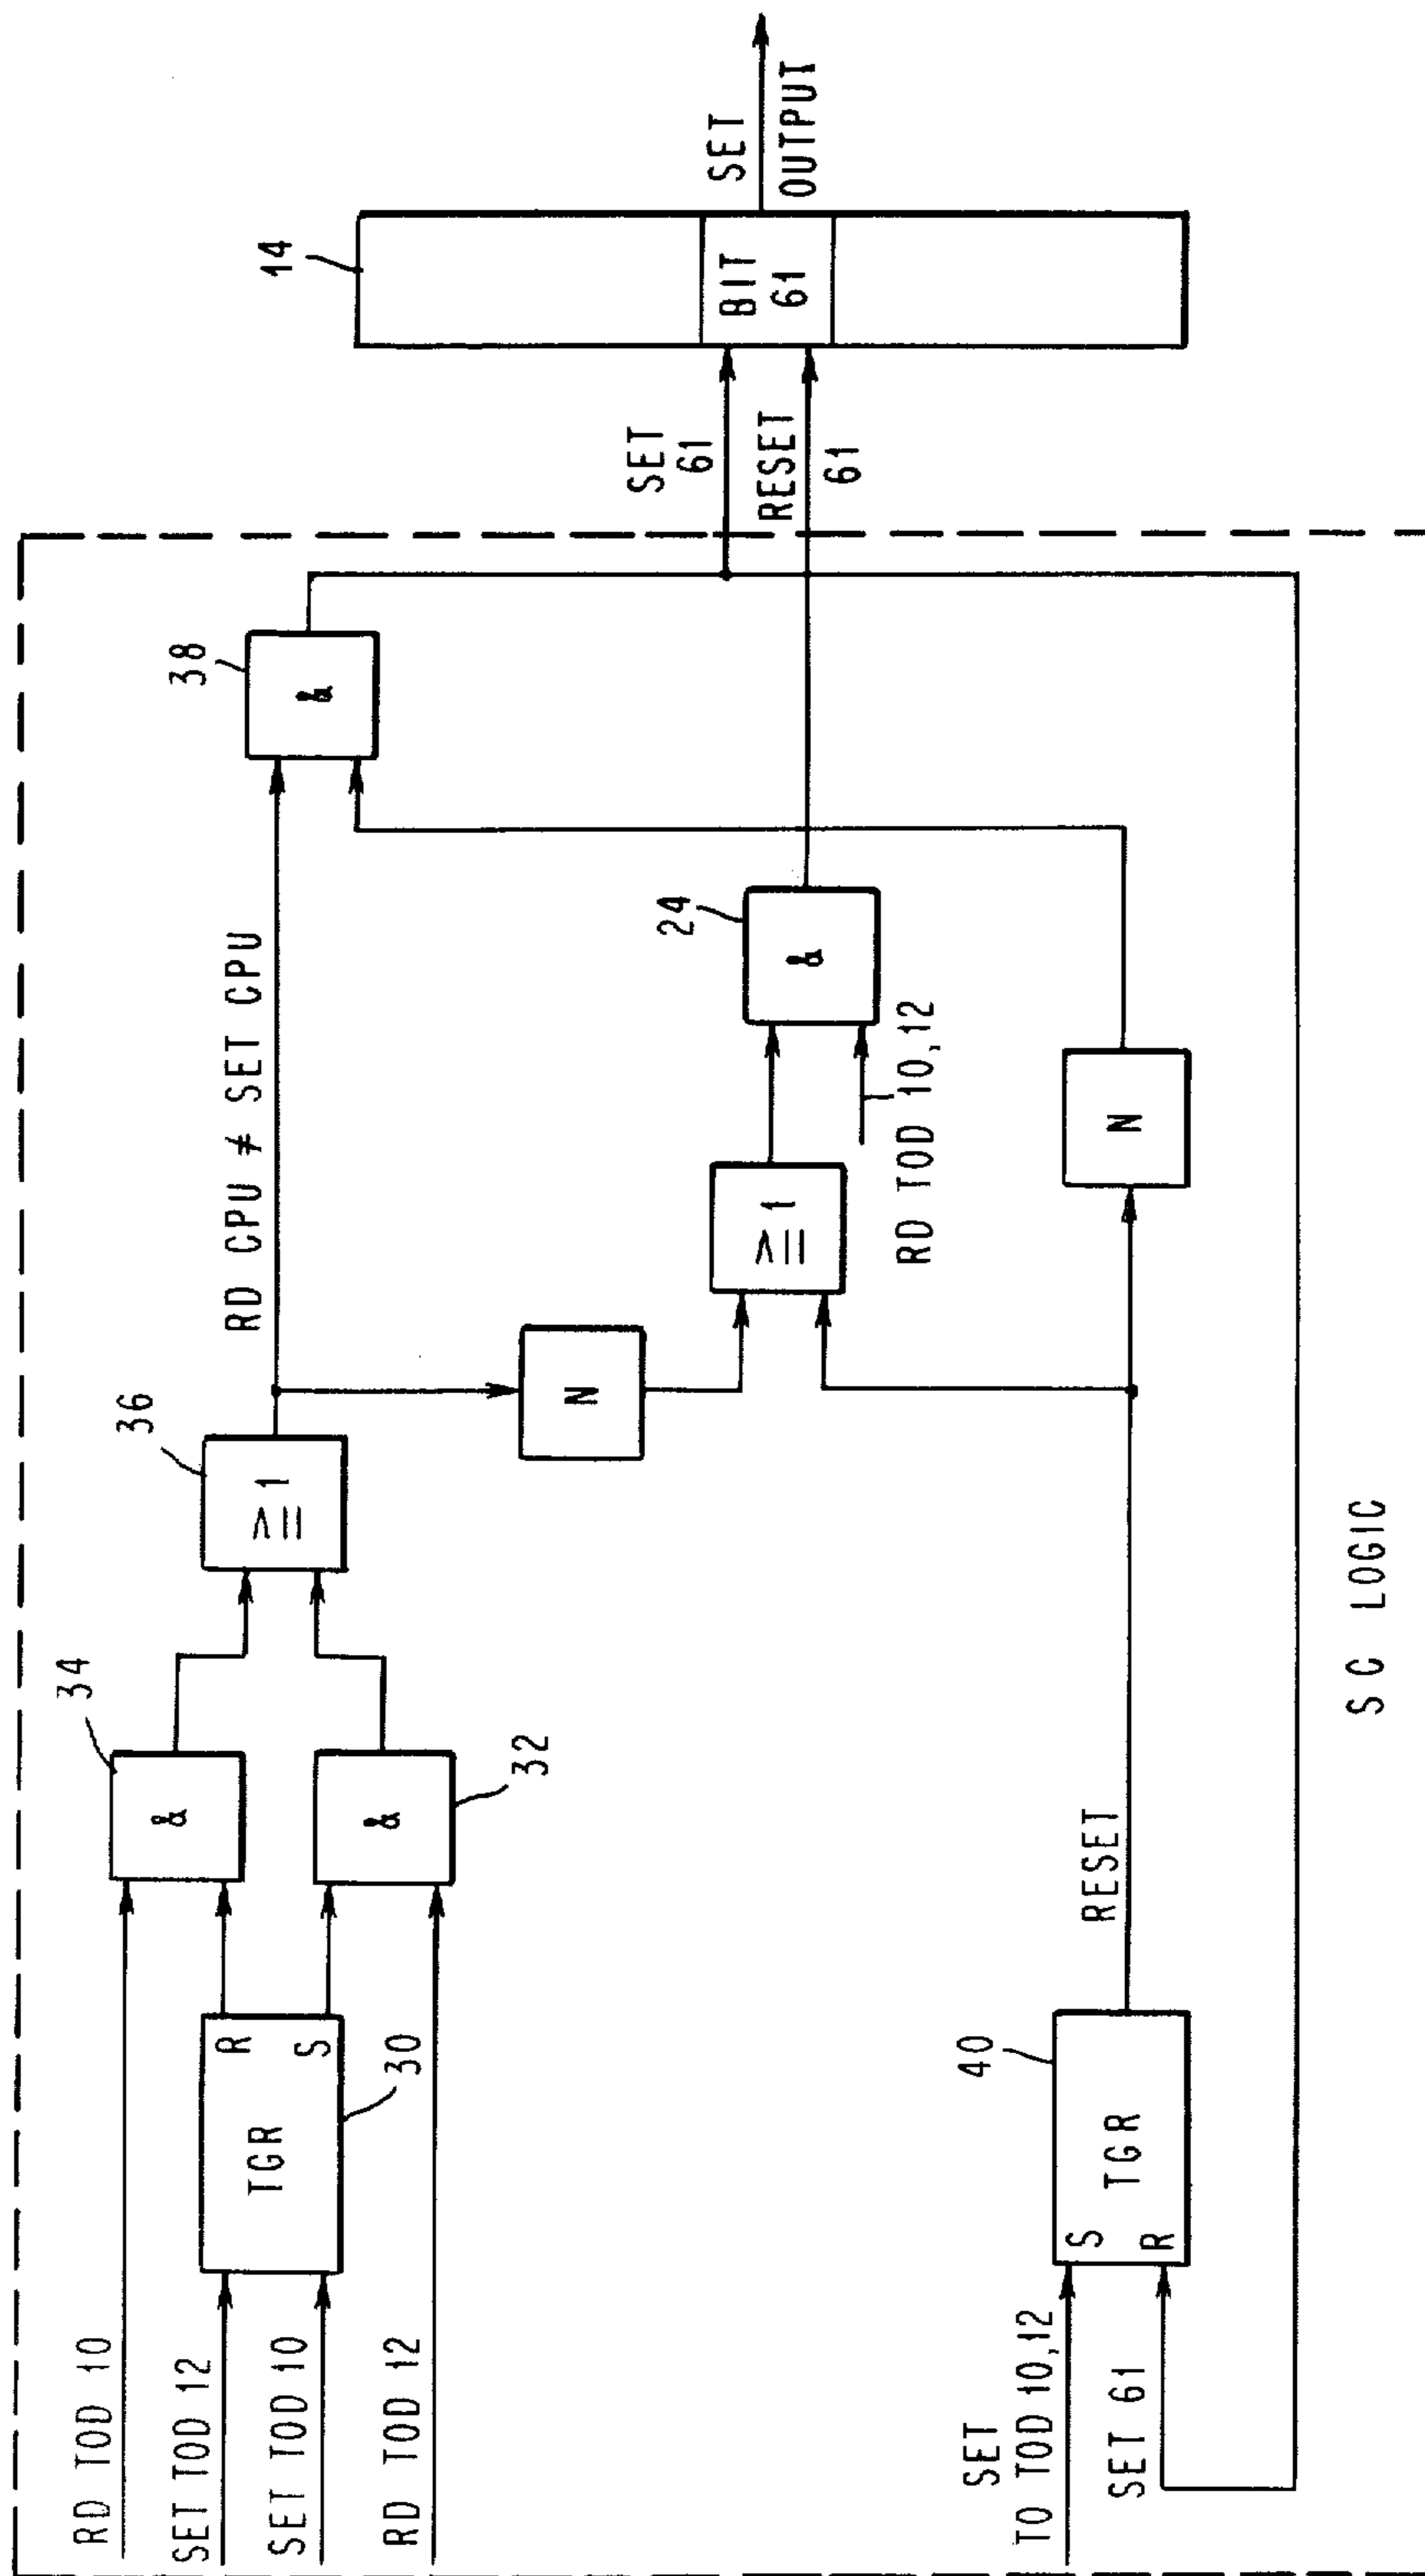 RD TOD 10
SET TOD 12
SET TOD 10
RD TOD 12
TGR
R
S
30
&
34
&
32
≥ 1
36
RD CPU ≠ SET CPU
N
≥ 1
RD TOD 10,12
&
24
&
38
SET
TO TOD 10,12
SET 61
S
R
TGR
40
RESET
N
S C LOGIC
SET
61
RESET
61
14
BIT
61
SET
OUTPUT